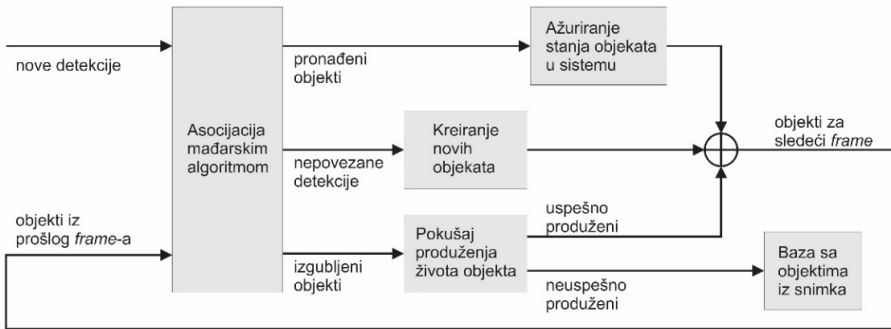 nove detekcije
objekti iz
prošlog frame-a
Asocijacija
mađarskim
algoritmom
pronađeni
objekti
nepovezane
detekcije
izgubljeni
objekti
Ažuriranje
stanja objekata
u sistemu
Kreiranje
novih
objekata
Pokušaj
produženja
života objekta
uspešno
produženi
neuspešno
produženi
objekti za
sledeći frame
Baza sa
objektima
iz snimka